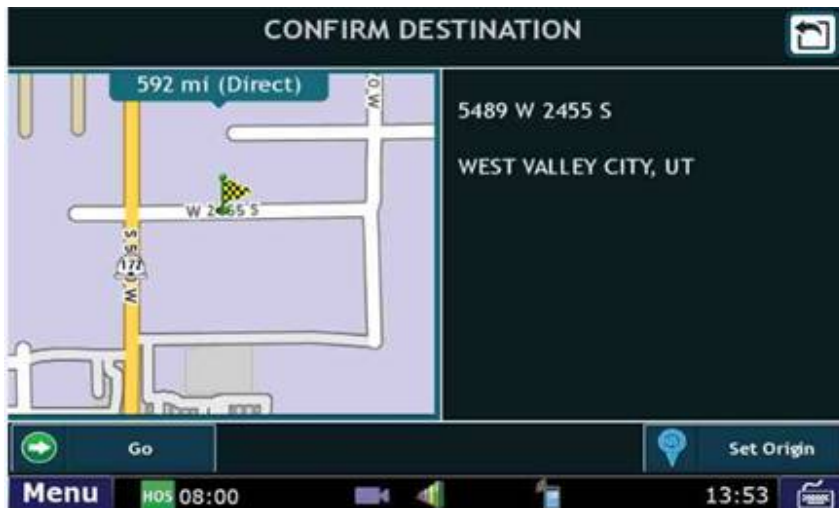 CONFIRM DESTINATION
592 mi (Direct)
5489 W 2455 S
WEST VALLEY CITY, UT
W 2455 S
172
Go
Set Origin
Menu
HOS 08:00
13:53